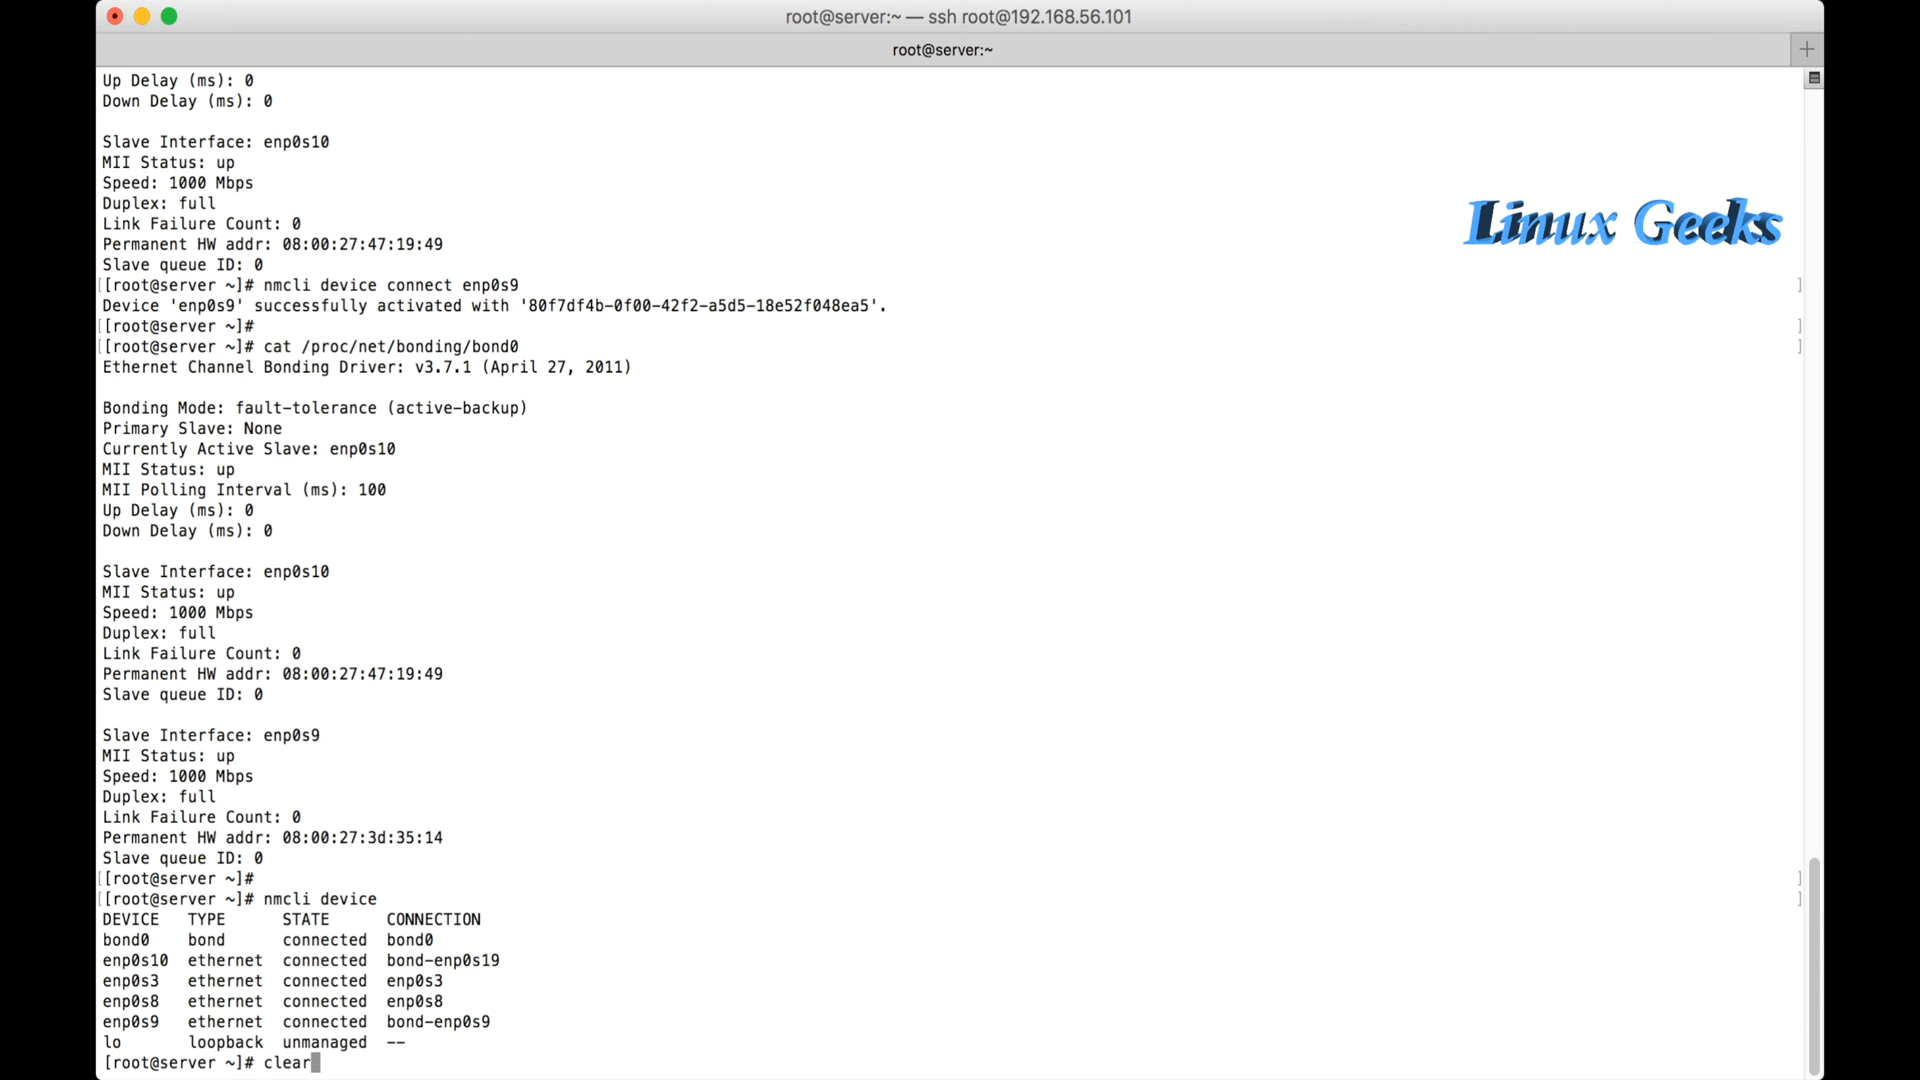 root@server:~ — ssh root@192.168.56.101
root@server:~
Up Delay (ms): 0
Down Delay (ms): 0
Slave Interface: enp0s10
MII Status: up
Speed: 1000 Mbps
Duplex: full
Link Failure Count: 0
Permanent HW addr: 08:00:27:47:19:49
Slave queue ID: 0
Linux Geeks
[[root@server ~]# nmcli device connect enp0s9 ]
Device 'enp0s9' successfully activated with '80f7df4b-0f00-42f2-a5d5-18e52f048ea5'.
[[root@server ~]# ]
[[root@server ~]# cat /proc/net/bonding/bond0 ]
Ethernet Channel Bonding Driver: v3.7.1 (April 27, 2011)
Bonding Mode: fault-tolerance (active-backup)
Primary Slave: None
Currently Active Slave: enp0s10
MII Status: up
MII Polling Interval (ms): 100
Up Delay (ms): 0
Down Delay (ms): 0
Slave Interface: enp0s10
MII Status: up
Speed: 1000 Mbps
Duplex: full
Link Failure Count: 0
Permanent HW addr: 08:00:27:47:19:49
Slave queue ID: 0
Slave Interface: enp0s9
MII Status: up
Speed: 1000 Mbps
Duplex: full
Link Failure Count: 0
Permanent HW addr: 08:00:27:3d:35:14
Slave queue ID: 0
[[root@server ~]# ]
[[root@server ~]# nmcli device ]
DEVICE TYPE STATE CONNECTION
bond0 bond connected bond0
enp0s10 ethernet connected bond-enp0s19
enp0s3 ethernet connected enp0s3
enp0s8 ethernet connected enp0s8
enp0s9 ethernet connected bond-enp0s9
lo loopback unmanaged --
[root@server ~]# clear